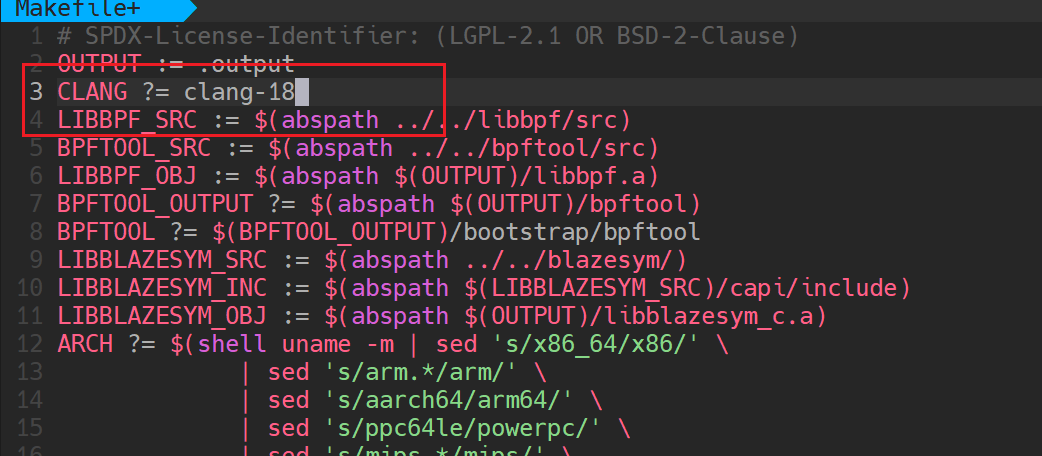 Makefile+
1 # SPDX-License-Identifier: (LGPL-2.1 OR BSD-2-Clause)
2 OUTPUT := .output
3 CLANG ?= clang-18
4 LIBBPF_SRC := $(abspath ../../libbpf/src)
5 BPFTOOL_SRC := $(abspath ../../bpftool/src)
6 LIBBPF_OBJ := $(abspath $(OUTPUT)/libbpf.a)
7 BPFTOOL_OUTPUT ?= $(abspath $(OUTPUT)/bpftool)
8 BPFTOOL ?= $(BPFTOOL_OUTPUT)/bootstrap/bpftool
9 LIBBLAZESYM_SRC := $(abspath ../../blazesym/)
10 LIBBLAZESYM_INC := $(abspath $(LIBBLAZESYM_SRC)/capi/include)
11 LIBBLAZESYM_OBJ := $(abspath $(OUTPUT)/libblazesym_c.a)
12 ARCH ?= $(shell uname -m | sed 's/x86_64/x86/' \
13 | sed 's/arm.*/arm/' \
14 | sed 's/aarch64/arm64/' \
15 | sed 's/ppc64le/powerpc/' \
16 | sed 's/mips.*/mips/' \